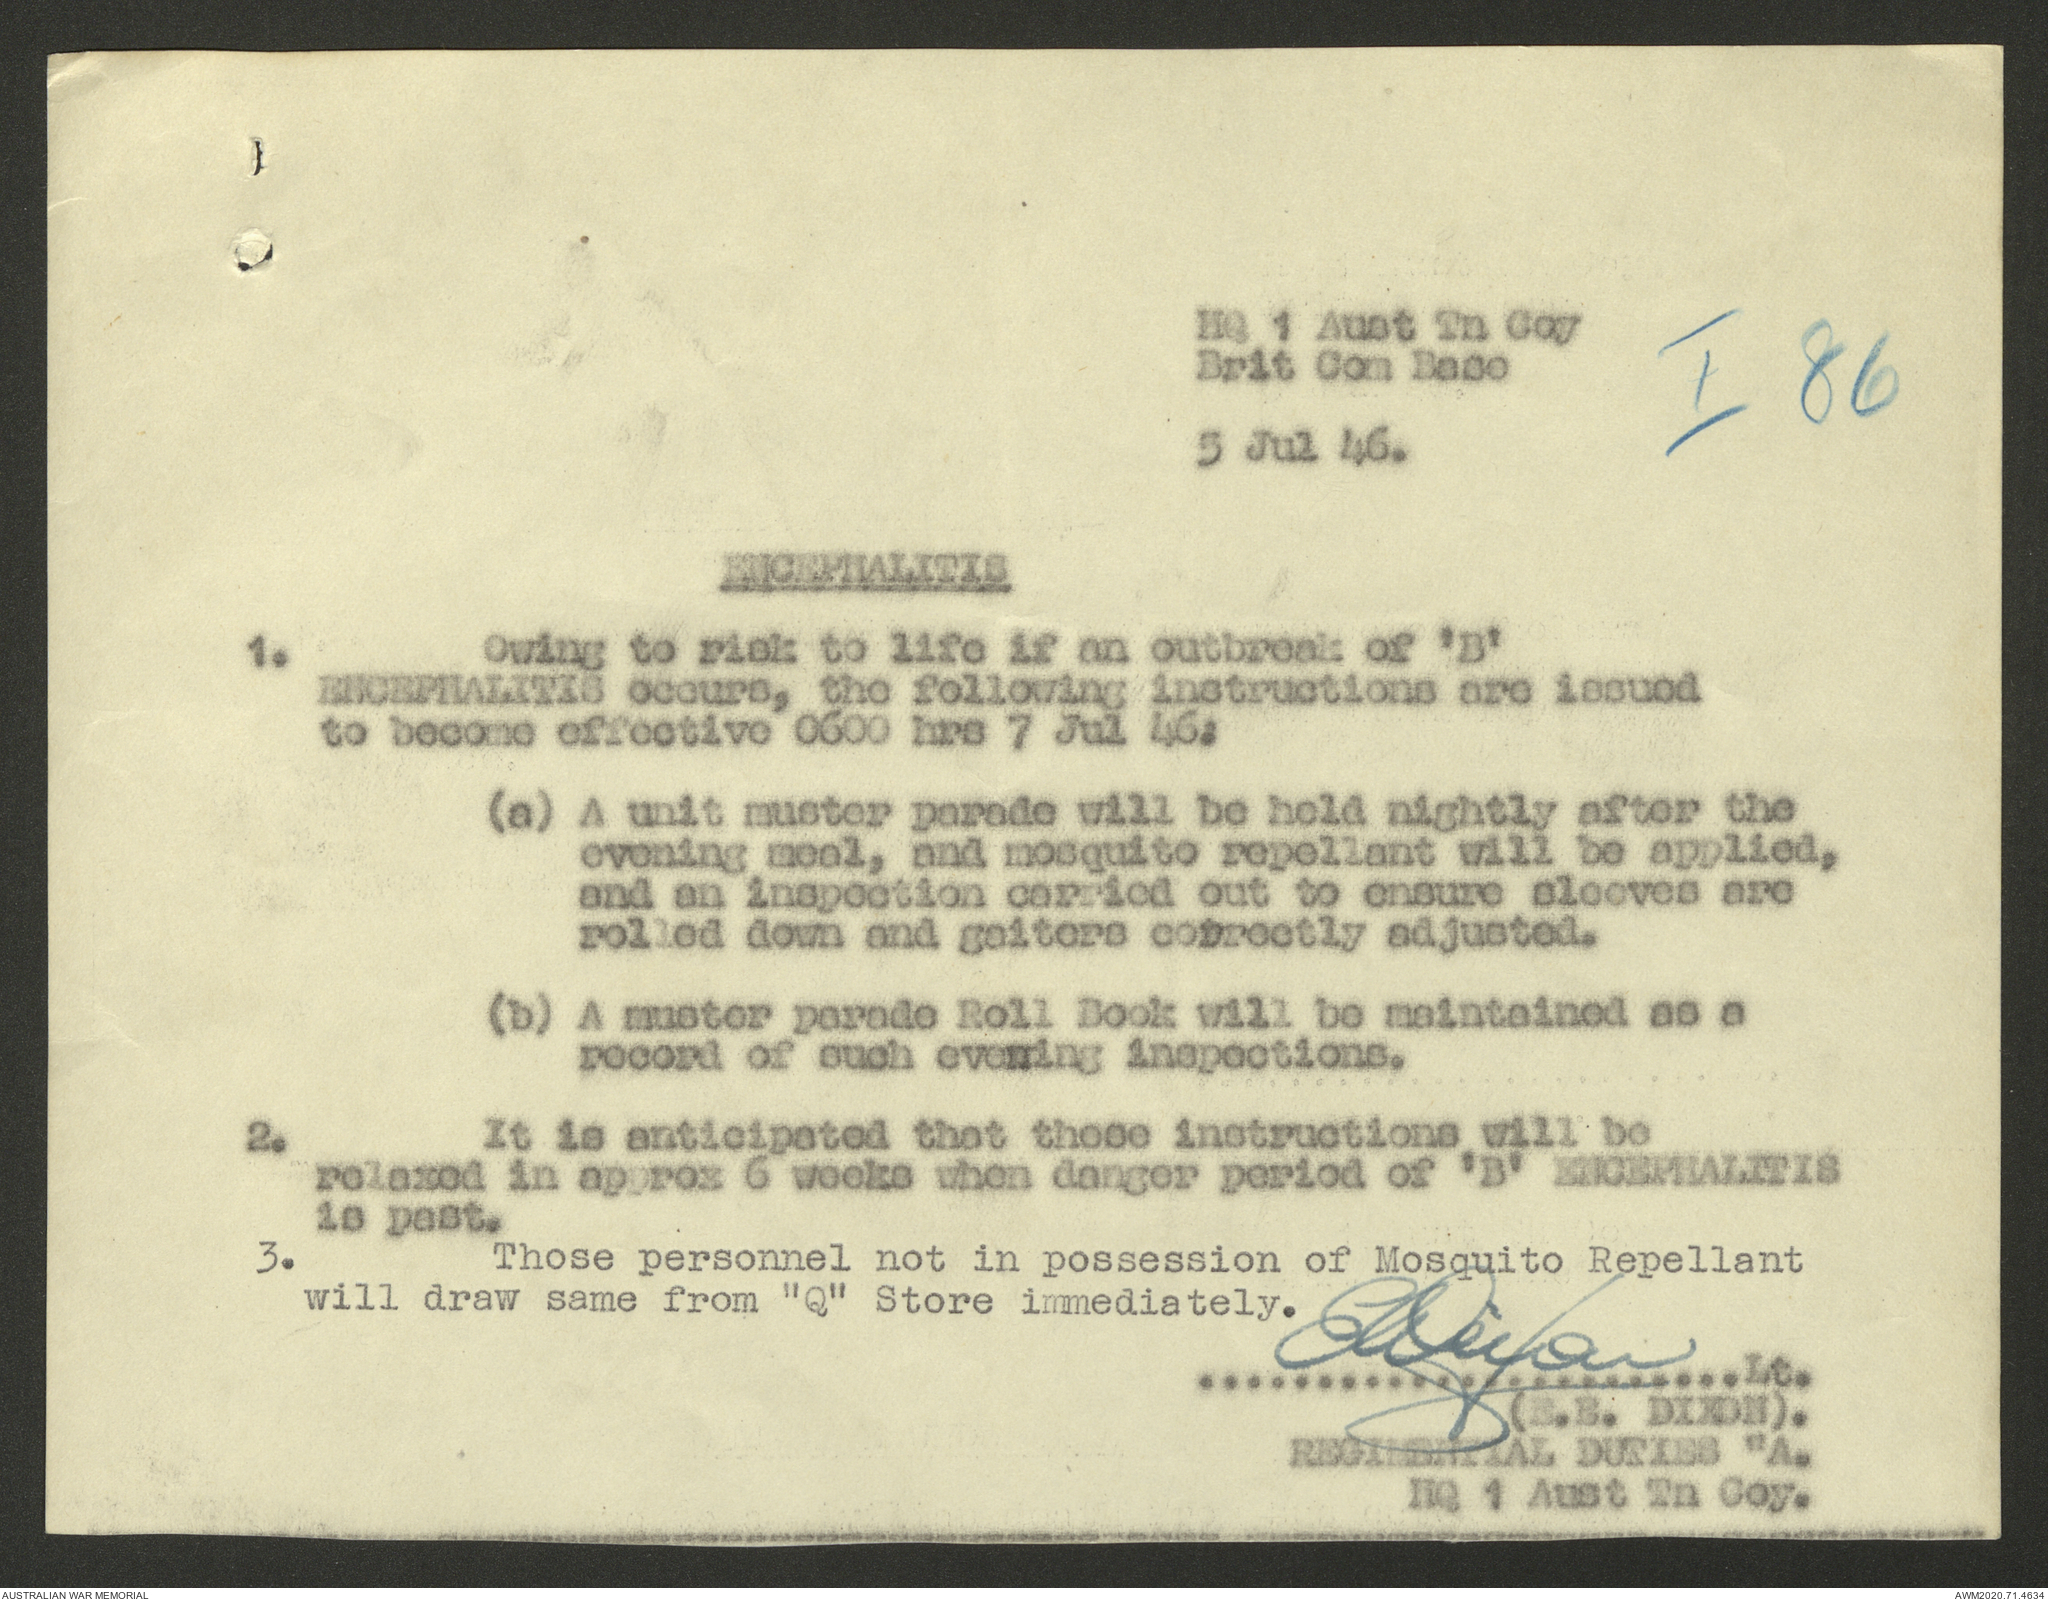 HQ 1 Aust Tn Coy
Brit Com Base
I 86
5 Jul 46.
ENCEPHALITIS
1. Owing to risk to life if an outbreak of 'B'
ENCEPHALITIS occurs, the following instructions are issued
to become effective 0600 hrs 7 Jul 46:
(a) A unit muster parade will be held nightly after the
evening meal, and mosquito repellant will be applied,
and an inspection carried out to ensure sleeves are
rolled down and gaiters correctly adjusted.
(b) A muster parade Roll Book will be maintained as a
record of such evening inspections.
2. It is anticipated that these instructions will be
relaxed in approx 6 weeks when danger period of 'B' ENCEPHALITIS
is past.
3. Those personnel not in possession of Mosquito Repellant
will draw same from "Q" Store immediately.
EEDixon
.......................Lt.
(E.E. DIXON).
REGIMENTAL DUTIES "A.
HQ 1 Aust Tn Coy.
AUSTRALIAN WAR MEMORIAL
AWM2020.71.4634